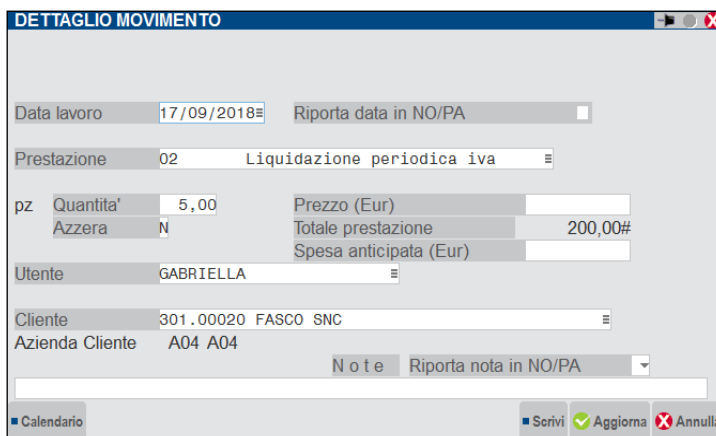 DETTAGLIO MOVIMENTO
Data lavoro 17/09/2018 Riporta data in NO/PA
Prestazione 02 Liquidazione periodica iva
pz Quantita' 5,00 Prezzo (Eur)
Azzera N Totale prestazione 200,00#
Spesa anticipata (Eur)
Utente GABRIELLA
Cliente 301.00020 FASCO SNC
Azienda Cliente A04 A04
Note Riporta nota in NO/PA
Calendario Scrivi Aggiorna Annulla